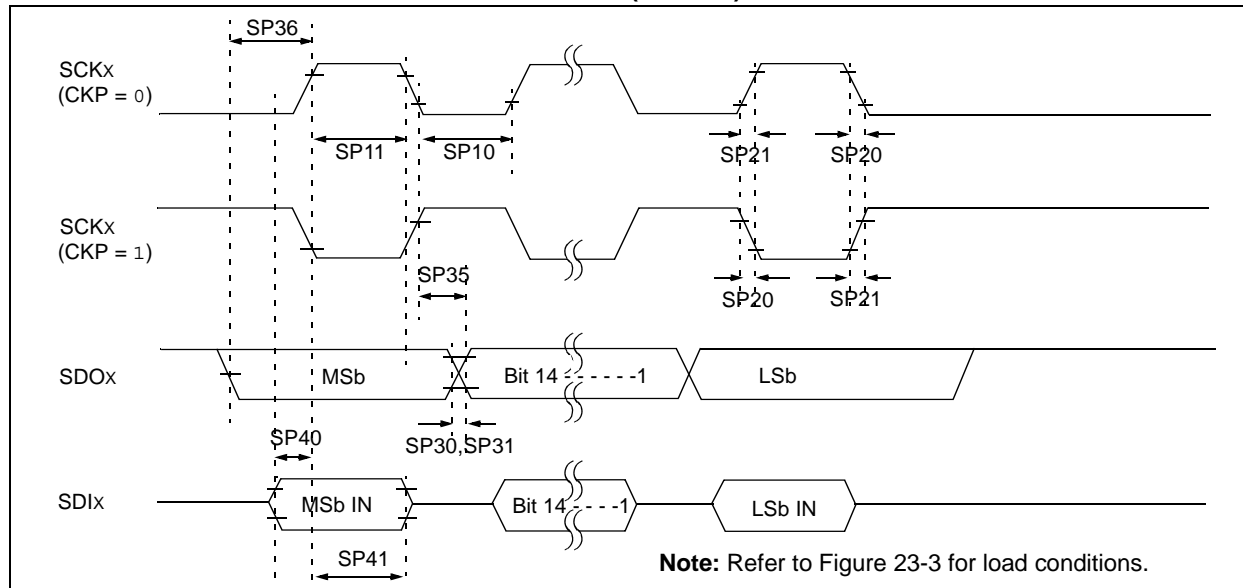 SP36
SCKx
(CKP = 0)
SP11
SP10
SP21
SP20
SCKx
(CKP = 1)
SP35
SP20
SP21
SDOx
MSb
Bit 14 - - - - - -1
LSb
SP40
SP30,SP31
SDIx
MSb IN
Bit 14 - - - -1
LSb IN
SP41
Note: Refer to Figure 23-3 for load conditions.